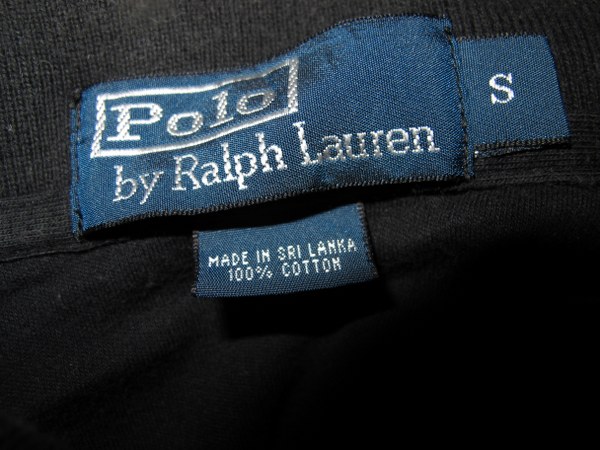 Polo
by Ralph Lauren
S
MADE IN SRI LANKA
100% COTTON